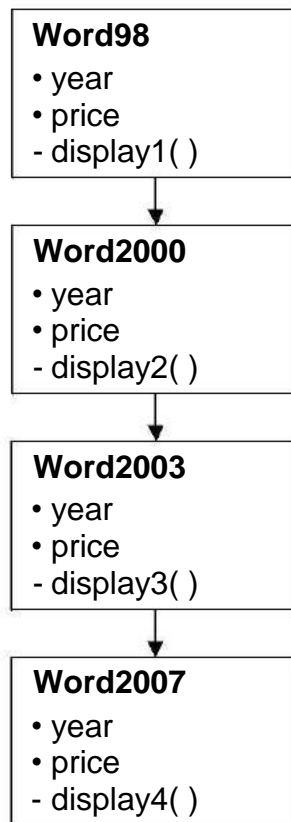 Word98
• year
• price
- display1( )
Word2000
• year
• price
- display2( )
Word2003
• year
• price
- display3( )
Word2007
• year
• price
- display4( )